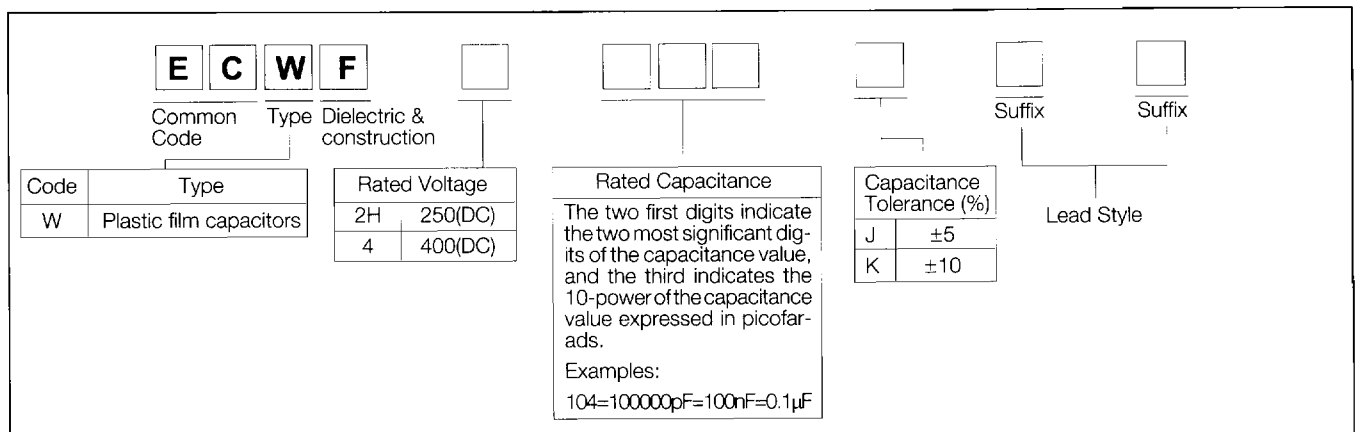 E C W F
Common Code
Type
Dielectric & construction
Suffix
Suffix
Code Type
W Plastic film capacitors
Rated Voltage
2H 250(DC)
4 400(DC)
Rated Capacitance
The two first digits indicate
the two most significant dig-
its of the capacitance value,
and the third indicates the
10-power of the capacitance
value expressed in picofar-
ads.
Examples:
104=100000pF=100nF=0.1µF
Capacitance
Tolerance (%)
J ±5
K ±10
Lead Style